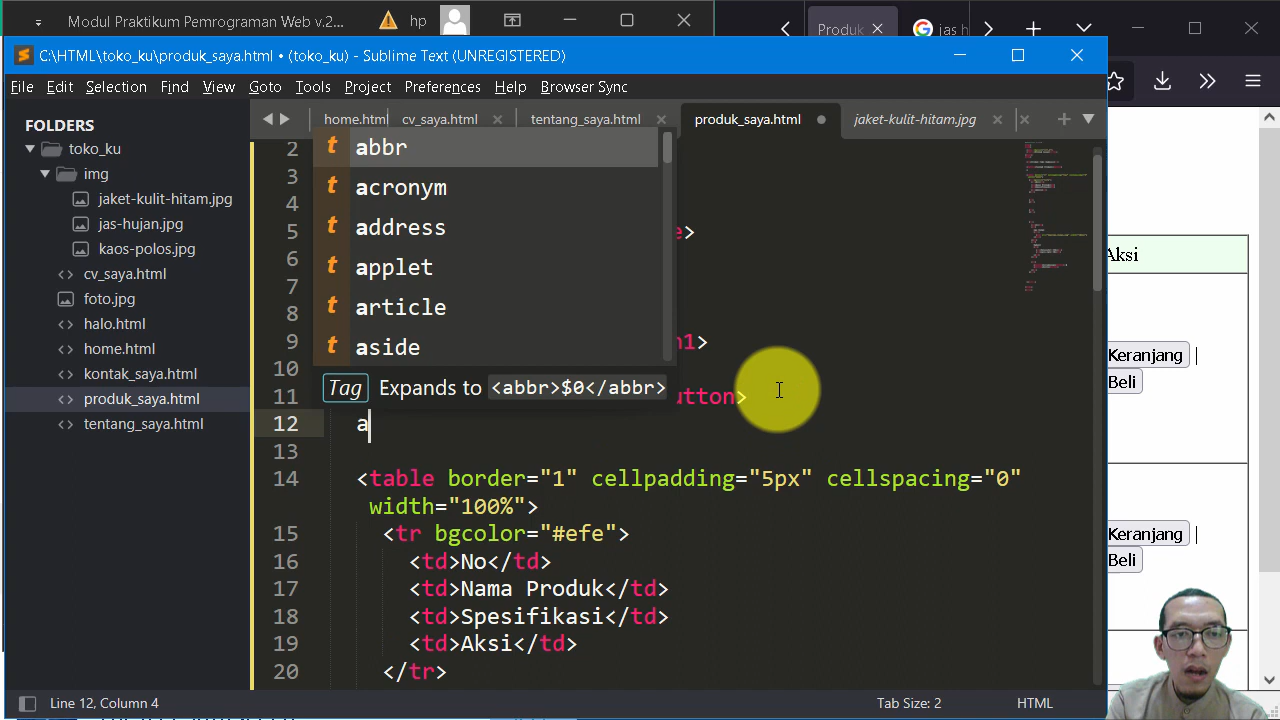 Modul Praktikum Pemrograman Web v.2... hp
Produk
jas h
C:\HTML\toko_ku\produk_saya.html • (toko_ku) - Sublime Text (UNREGISTERED)
File Edit Selection Find View Goto Tools Project Preferences Help Browser Sync
FOLDERS
toko_ku
img
jaket-kulit-hitam.jpg
jas-hujan.jpg
kaos-polos.jpg
cv_saya.html
foto.jpg
halo.html
home.html
kontak_saya.html
produk_saya.html
tentang_saya.html
home.html cv_saya.html tentang_saya.html produk_saya.html jaket-kulit-hitam.jpg
abbr
acronym
address
applet
article
aside
Tag Expands to <abbr>$0</abbr>
2
3
4
5 e>
6
7
8
9 n1>
10
11 utton>
12 a
13
14 <table border="1" cellpadding="5px" cellspacing="0"
width="100%">
15 <tr bgcolor="#efe">
16 <td>No</td>
17 <td>Nama Produk</td>
18 <td>Spesifikasi</td>
19 <td>Aksi</td>
20 </tr>
Aksi
Keranjang |
Beli
Keranjang |
Beli
Line 12, Column 4 Tab Size: 2 HTML